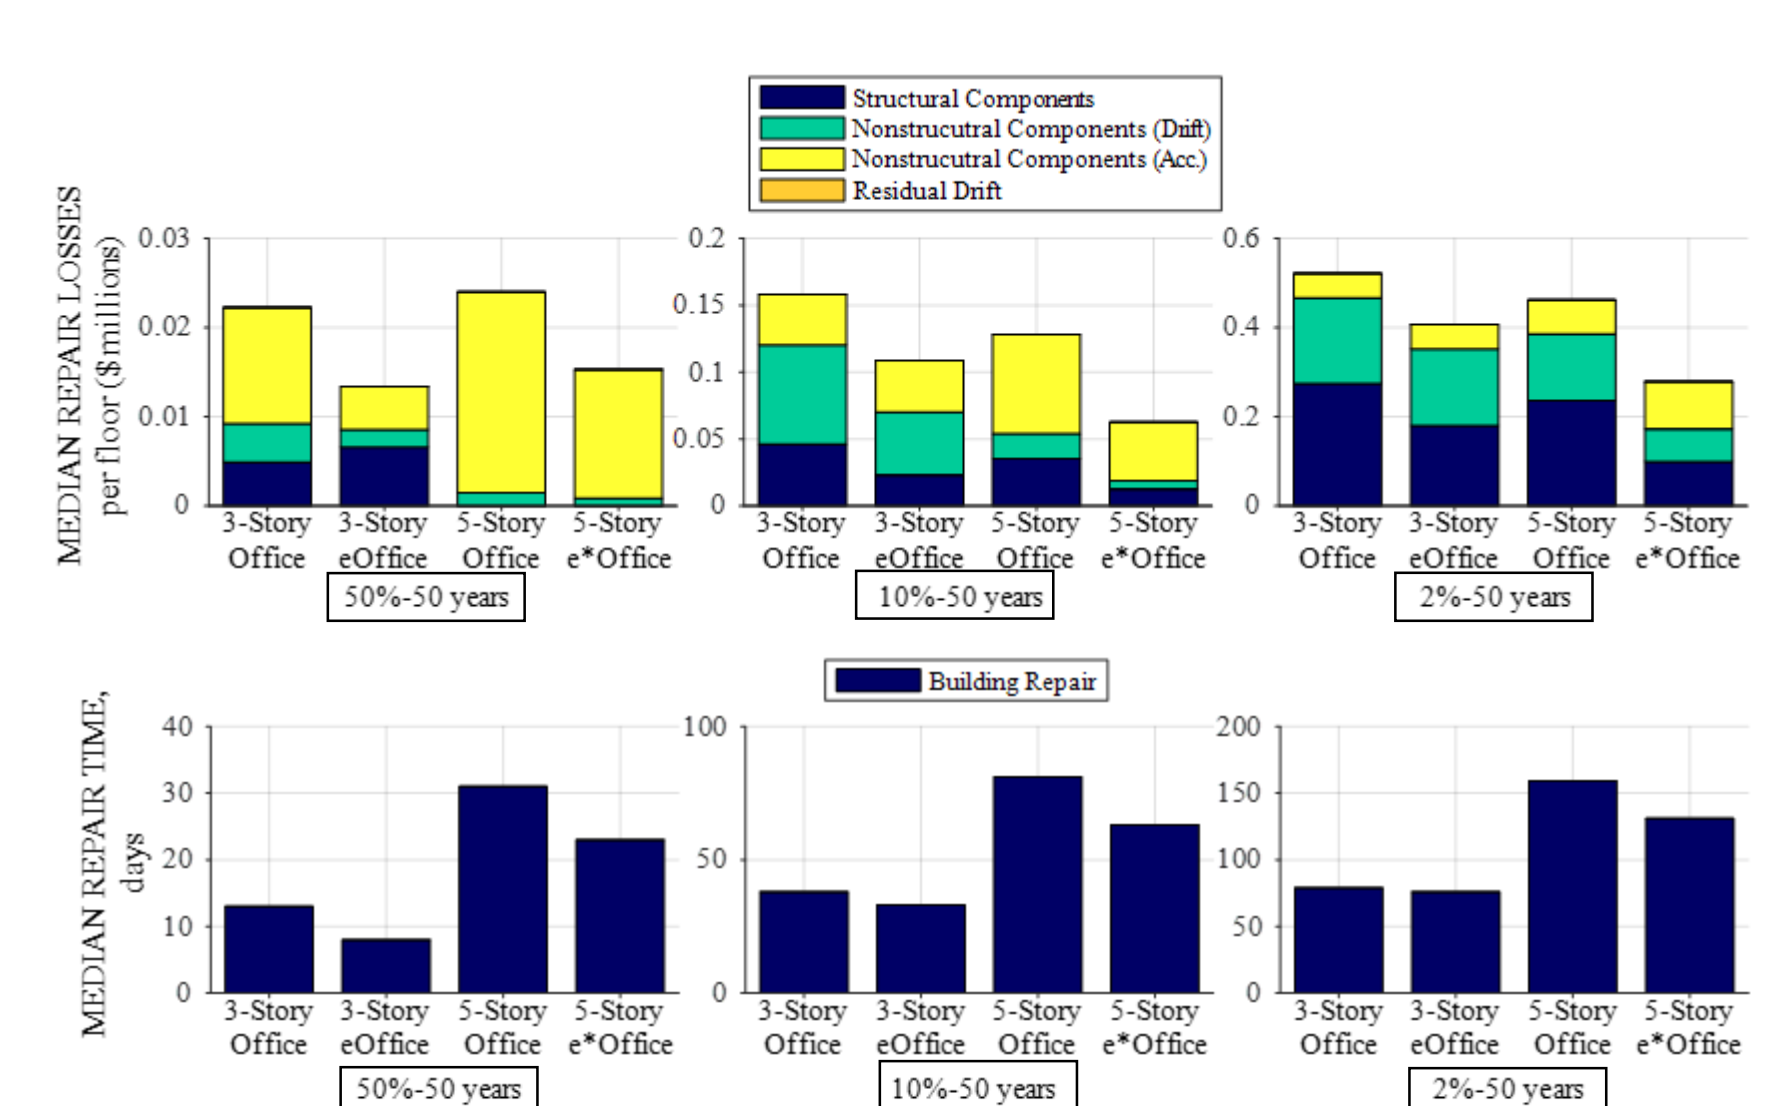 Structural Components
Nonstrucutral Components (Drift)
Nonstrucutral Components (Acc.)
Residual Drift
MEDIAN REPAIR LOSSES
per floor ($millions)
0.03
0.02
0.01
0
3-Story Office
3-Story eOffice
5-Story Office
5-Story e*Office
50%-50 years
0.2
0.15
0.1
0.05
0
3-Story Office
3-Story eOffice
5-Story Office
5-Story e*Office
10%-50 years
0.6
0.4
0.2
0
3-Story Office
3-Story eOffice
5-Story Office
5-Story e*Office
2%-50 years
Building Repair
MEDIAN REPAIR TIME,
days
40
30
20
10
0
3-Story Office
3-Story eOffice
5-Story Office
5-Story e*Office
50%-50 years
100
50
0
3-Story Office
3-Story eOffice
5-Story Office
5-Story e*Office
10%-50 years
200
150
100
50
0
3-Story Office
3-Story eOffice
5-Story Office
5-Story e*Office
2%-50 years